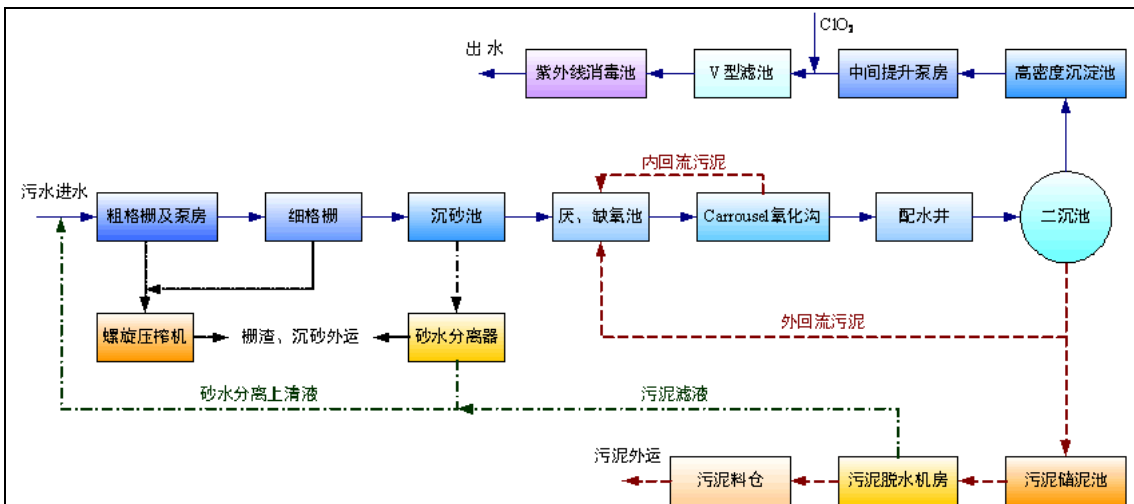 ClO₂
出 水
紫外线消毒池
V 型滤池
中间提升泵房
高密度沉淀池
内回流污泥
污水进水
粗格栅及泵房
细格栅
沉砂池
厌、缺氧池
Carrousel氧化沟
配水井
二沉池
外回流污泥
螺旋压榨机
栅渣、沉砂外运
砂水分离器
砂水分离上清液
污泥滤液
污泥外运
污泥料仓
污泥脱水机房
污泥储泥池